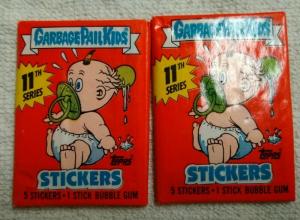 GARBAGE PAIL KIDS
11TH
SERIES
Topps
STICKERS
5 STICKERS • 1 STICK BUBBLE GUM
GARBAGE PAIL KIDS
11TH
SERIES
Topps
STICKERS
5 STICKERS • 1 STICK BUBBLE GUM